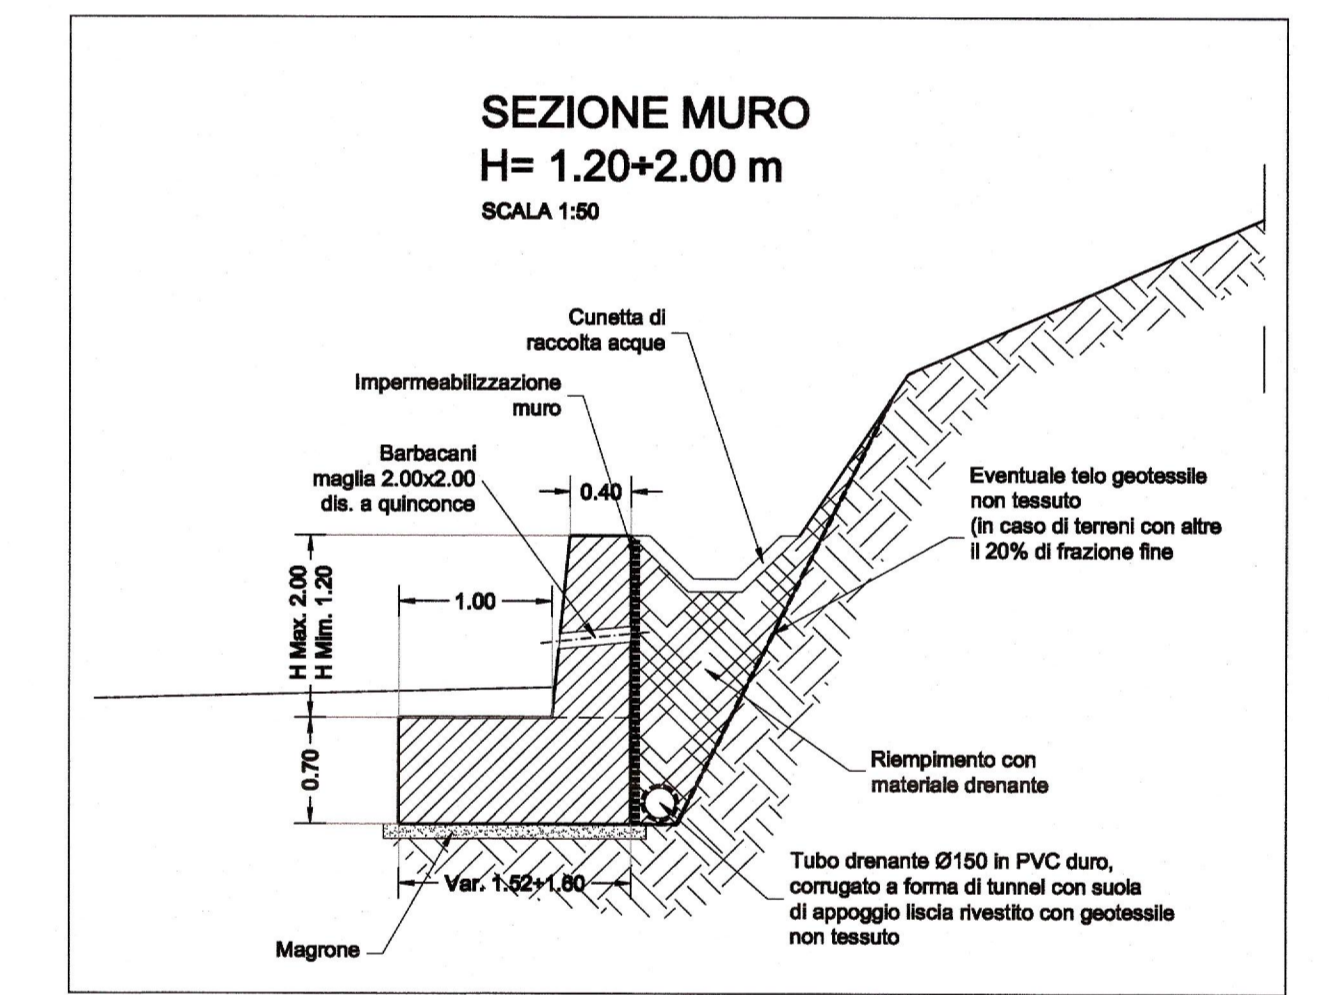 SEZIONE MURO
H= 1.20÷2.00 m
SCALA 1:50
Cunetta di
raccolta acque
Impermeabilizzazione
muro
Barbacani
maglia 2.00x2.00
dis. a quinconce
0.40
Eventuale telo geotessile
non tessuto
(in caso di terreni con altre
il 20% di frazione fine
H Max. 2.00
H Mim. 1.20
1.00
0.70
Riempimento con
materiale drenante
Tubo drenante Ø150 in PVC duro,
corrugato a forma di tunnel con suola
di appoggio liscia rivestito con geotessile
non tessuto
Var. 1.52÷1.60
Magrone